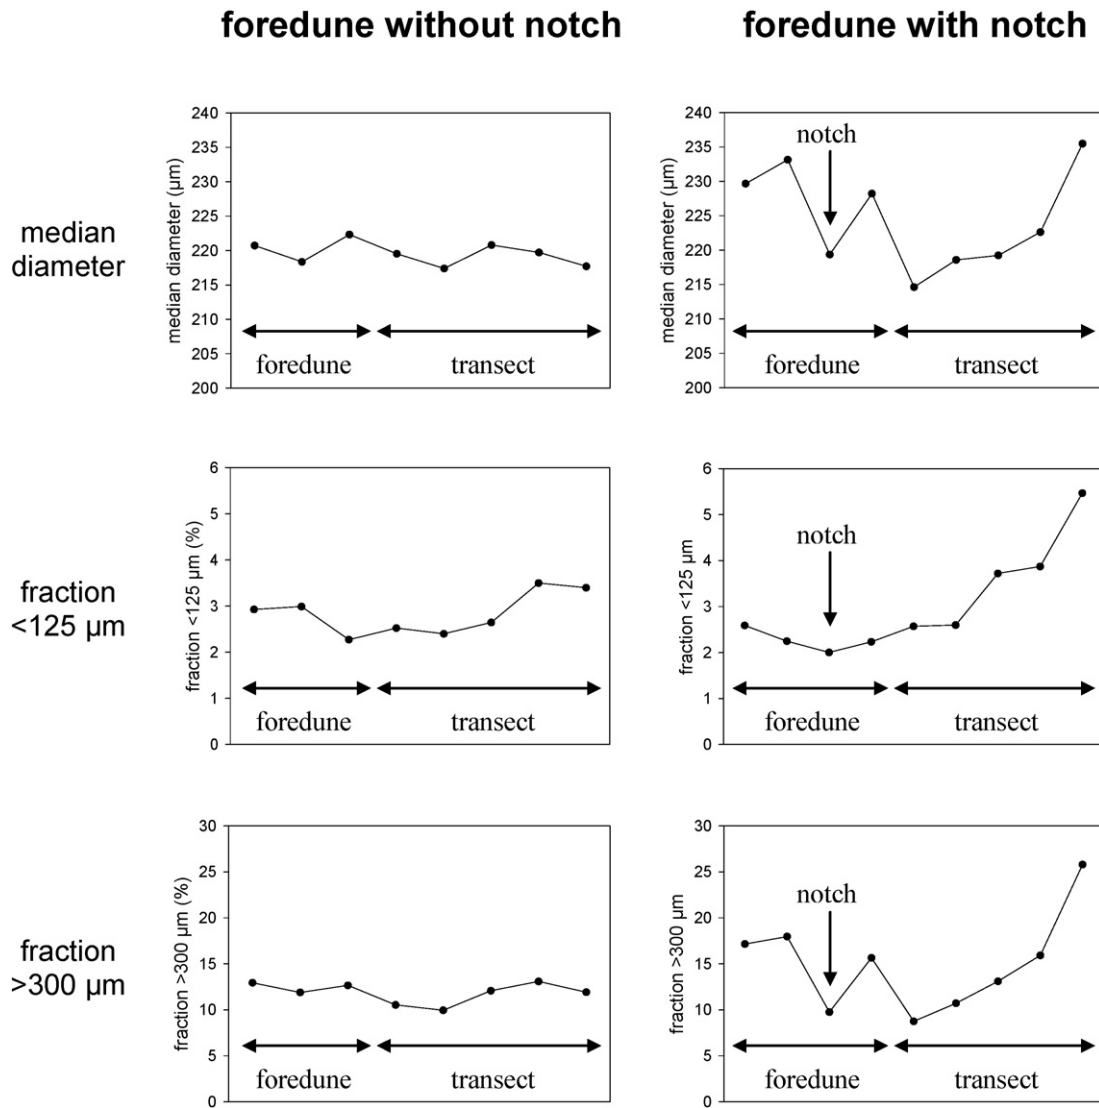 foredune without notch
foredune with notch
median
diameter
median diameter (µm)
240
235
230
225
220
215
210
205
200
foredune
transect
median diameter (µm)
240
235
230
225
220
215
210
205
200
notch
foredune
transect
fraction
<125 µm
fraction <125 µm (%)
6
5
4
3
2
1
0
foredune
transect
fraction <125 µm
6
5
4
3
2
1
0
notch
foredune
transect
fraction
>300 µm
fraction >300 µm (%)
30
25
20
15
10
5
0
foredune
transect
fraction >300 µm
30
25
20
15
10
5
0
notch
foredune
transect